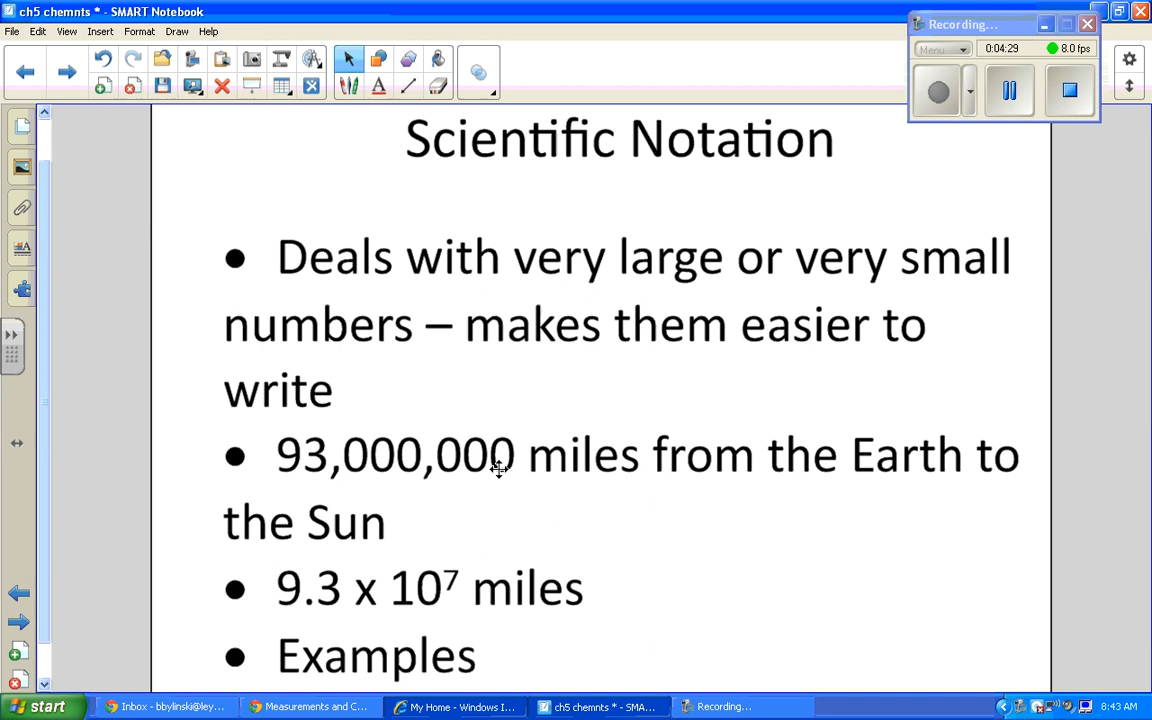 ch5 chemnts * - SMART Notebook
File Edit View Insert Format Draw Help
Recording...
Menu 0:04:29 8.0 fps
Scientific Notation
• Deals with very large or very small
numbers – makes them easier to
write
• 93,000,000 miles from the Earth to
the Sun
• 9.3 x 10⁷ miles
• Examples
start Inbox - bbylinski@ley... Measurements and C... My Home - Windows I... ch5 chemnts * - SMA... Recording... 8:43 AM